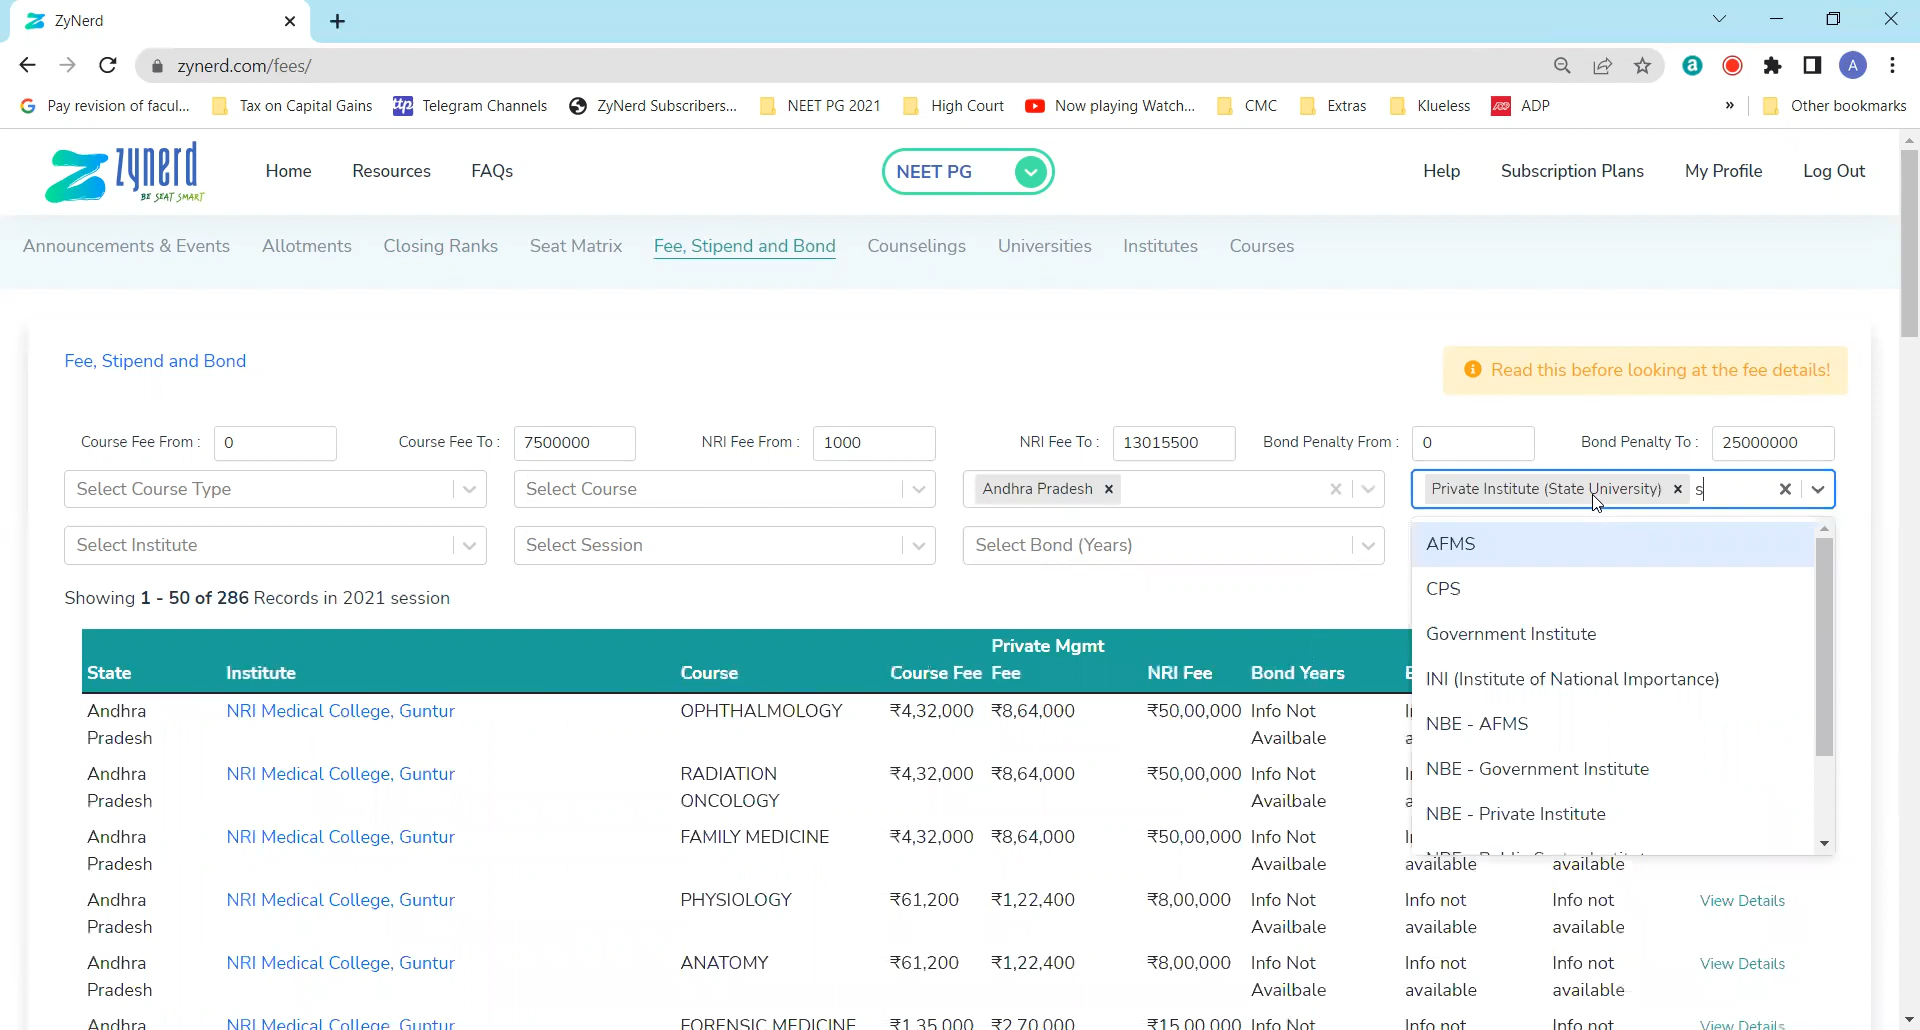 ZyNerd
zynerd.com/fees/
A
Pay revision of facul...
Tax on Capital Gains
ttp Telegram Channels
ZyNerd Subscribers...
NEET PG 2021
High Court
Now playing Watch...
CMC
Extras
Klueless
ADP
»
Other bookmarks
zynerd
BE SEAT SMART
Home
Resources
FAQs
NEET PG
Help
Subscription Plans
My Profile
Log Out
Announcements & Events
Allotments
Closing Ranks
Seat Matrix
Fee, Stipend and Bond
Counselings
Universities
Institutes
Courses
Fee, Stipend and Bond
Read this before looking at the fee details!
Course Fee From : 0
Course Fee To : 7500000
NRI Fee From : 1000
NRI Fee To : 13015500
Bond Penalty From : 0
Bond Penalty To : 25000000
Select Course Type
Select Course
Andhra Pradesh ×
Private Institute (State University) × s
Select Institute
Select Session
Select Bond (Years)
AFMS
CPS
Government Institute
INI (Institute of National Importance)
NBE - AFMS
NBE - Government Institute
NBE - Private Institute
Showing 1 - 50 of 286 Records in 2021 session
State Institute Course Course Fee Private Mgmt Fee NRI Fee Bond Years
Andhra Pradesh NRI Medical College, Guntur OPHTHALMOLOGY ₹4,32,000 ₹8,64,000 ₹50,00,000 Info Not Availbale
Andhra Pradesh NRI Medical College, Guntur RADIATION ONCOLOGY ₹4,32,000 ₹8,64,000 ₹50,00,000 Info Not Availbale
Andhra Pradesh NRI Medical College, Guntur FAMILY MEDICINE ₹4,32,000 ₹8,64,000 ₹50,00,000 Info Not Availbale available available
Andhra Pradesh NRI Medical College, Guntur PHYSIOLOGY ₹61,200 ₹1,22,400 ₹8,00,000 Info Not Availbale Info not available Info not available View Details
Andhra Pradesh NRI Medical College, Guntur ANATOMY ₹61,200 ₹1,22,400 ₹8,00,000 Info Not Availbale Info not available Info not available View Details
Andhra NRI Medical College, Guntur FORENSIC MEDICINE ₹1,35,000 ₹2,70,000 ₹15,00,000 Info Not Info not Info not View Details